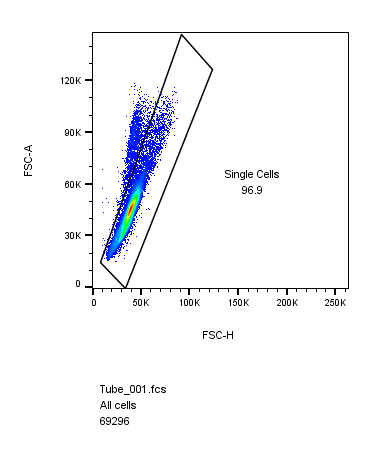 120K
90K
FSC-A
60K
30K
0
Single Cells
96.9
0 50K 100K 150K 200K 250K
FSC-H
Tube_001.fcs
All cells
69296